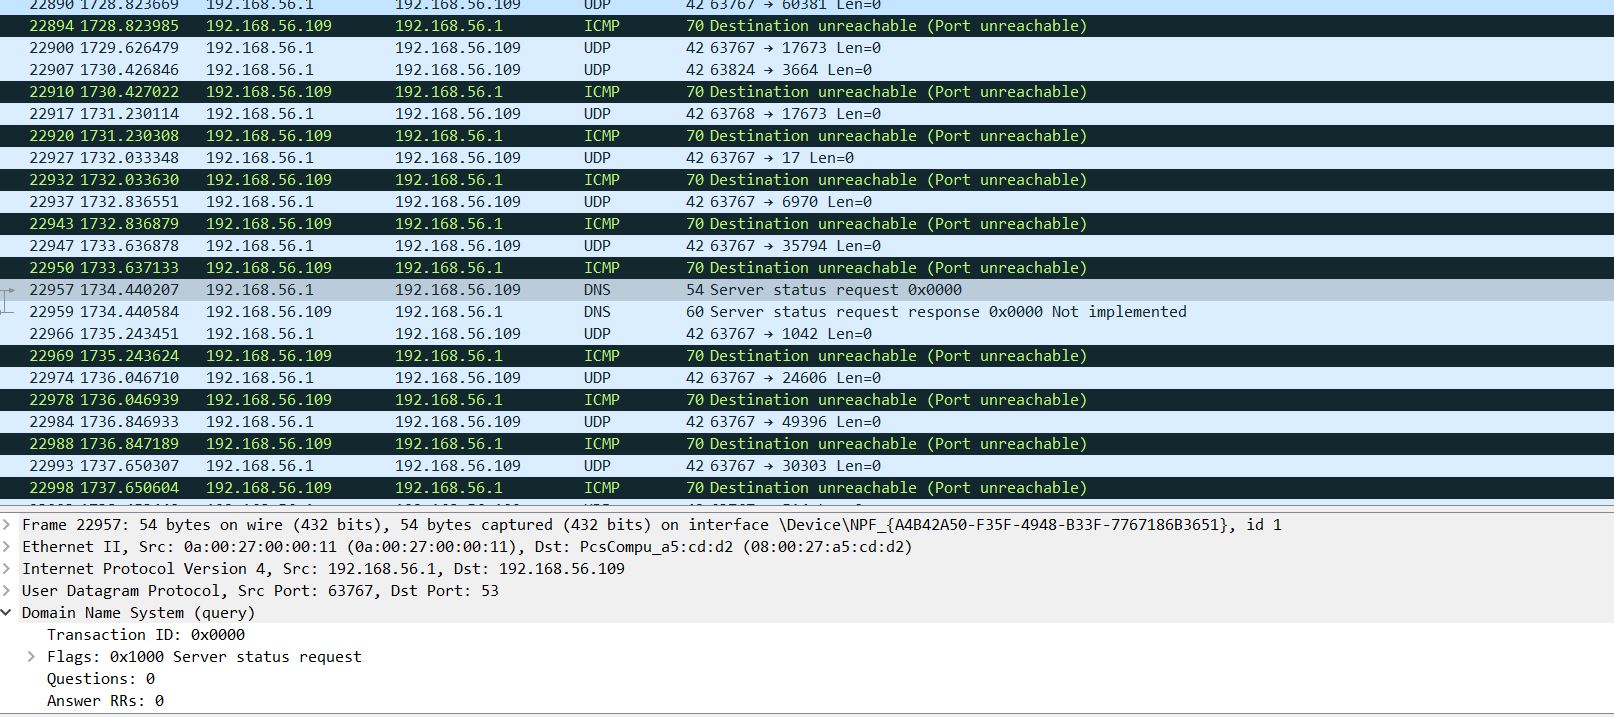 22890 1728.823669 192.168.56.1 192.168.56.109 UDP 42 63767 → 60381 Len=0
22894 1728.823985 192.168.56.109 192.168.56.1 ICMP 70 Destination unreachable (Port unreachable)
22900 1729.626479 192.168.56.1 192.168.56.109 UDP 42 63767 → 17673 Len=0
22907 1730.426846 192.168.56.1 192.168.56.109 UDP 42 63824 → 3664 Len=0
22910 1730.427022 192.168.56.109 192.168.56.1 ICMP 70 Destination unreachable (Port unreachable)
22917 1731.230114 192.168.56.1 192.168.56.109 UDP 42 63768 → 17673 Len=0
22920 1731.230308 192.168.56.109 192.168.56.1 ICMP 70 Destination unreachable (Port unreachable)
22927 1732.033348 192.168.56.1 192.168.56.109 UDP 42 63767 → 17 Len=0
22932 1732.033630 192.168.56.109 192.168.56.1 ICMP 70 Destination unreachable (Port unreachable)
22937 1732.836551 192.168.56.1 192.168.56.109 UDP 42 63767 → 6970 Len=0
22943 1732.836879 192.168.56.109 192.168.56.1 ICMP 70 Destination unreachable (Port unreachable)
22947 1733.636878 192.168.56.1 192.168.56.109 UDP 42 63767 → 35794 Len=0
22950 1733.637133 192.168.56.109 192.168.56.1 ICMP 70 Destination unreachable (Port unreachable)
22957 1734.440207 192.168.56.1 192.168.56.109 DNS 54 Server status request 0x0000
22959 1734.440584 192.168.56.109 192.168.56.1 DNS 60 Server status request response 0x0000 Not implemented
22966 1735.243451 192.168.56.1 192.168.56.109 UDP 42 63767 → 1042 Len=0
22969 1735.243624 192.168.56.109 192.168.56.1 ICMP 70 Destination unreachable (Port unreachable)
22974 1736.046710 192.168.56.1 192.168.56.109 UDP 42 63767 → 24606 Len=0
22978 1736.046939 192.168.56.109 192.168.56.1 ICMP 70 Destination unreachable (Port unreachable)
22984 1736.846933 192.168.56.1 192.168.56.109 UDP 42 63767 → 49396 Len=0
22988 1736.847189 192.168.56.109 192.168.56.1 ICMP 70 Destination unreachable (Port unreachable)
22993 1737.650307 192.168.56.1 192.168.56.109 UDP 42 63767 → 30303 Len=0
22998 1737.650604 192.168.56.109 192.168.56.1 ICMP 70 Destination unreachable (Port unreachable)
Frame 22957: 54 bytes on wire (432 bits), 54 bytes captured (432 bits) on interface \Device\NPF_{A4B42A50-F35F-4948-B33F-7767186B3651}, id 1
Ethernet II, Src: 0a:00:27:00:00:11 (0a:00:27:00:00:11), Dst: PcsCompu_a5:cd:d2 (08:00:27:a5:cd:d2)
Internet Protocol Version 4, Src: 192.168.56.1, Dst: 192.168.56.109
User Datagram Protocol, Src Port: 63767, Dst Port: 53
Domain Name System (query)
Transaction ID: 0x0000
Flags: 0x1000 Server status request
Questions: 0
Answer RRs: 0